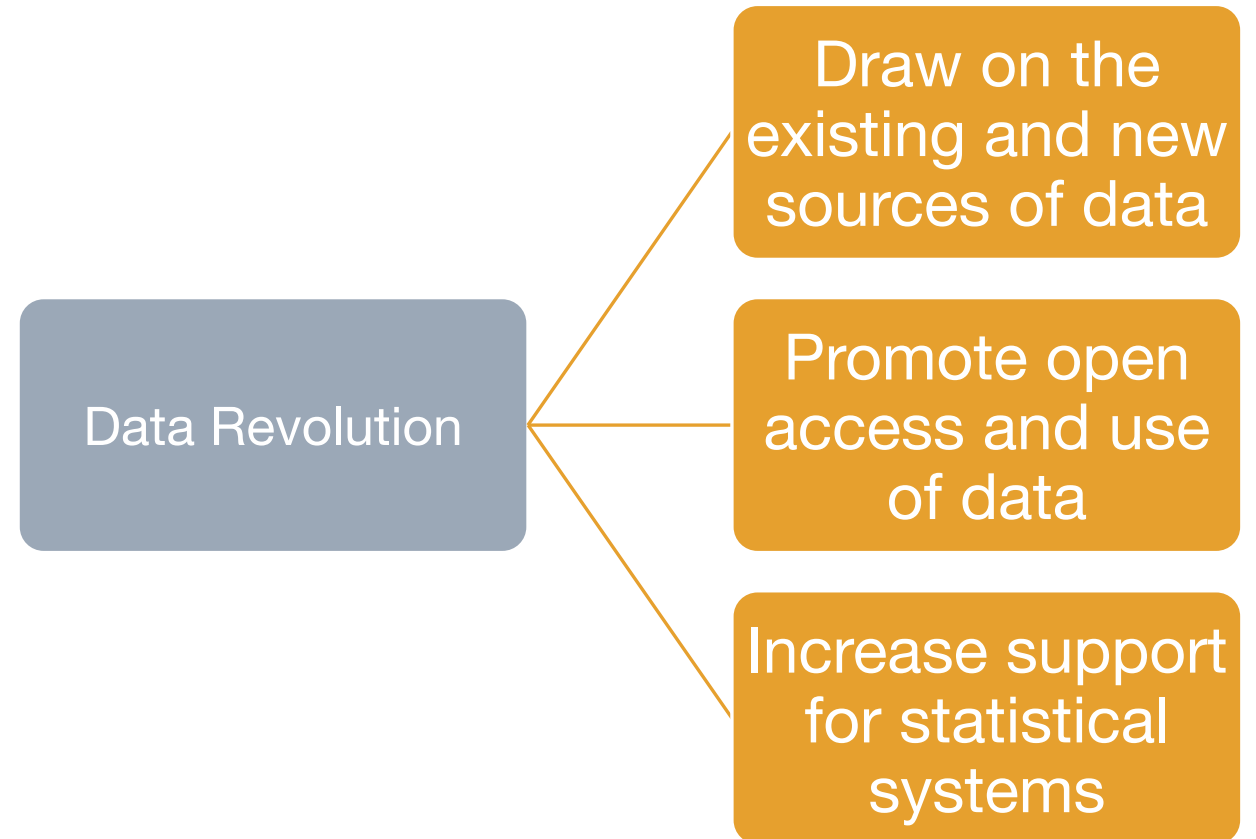 Data Revolution
Draw on the
existing and new
sources of data
Promote open
access and use
of data
Increase support
for statistical
systems